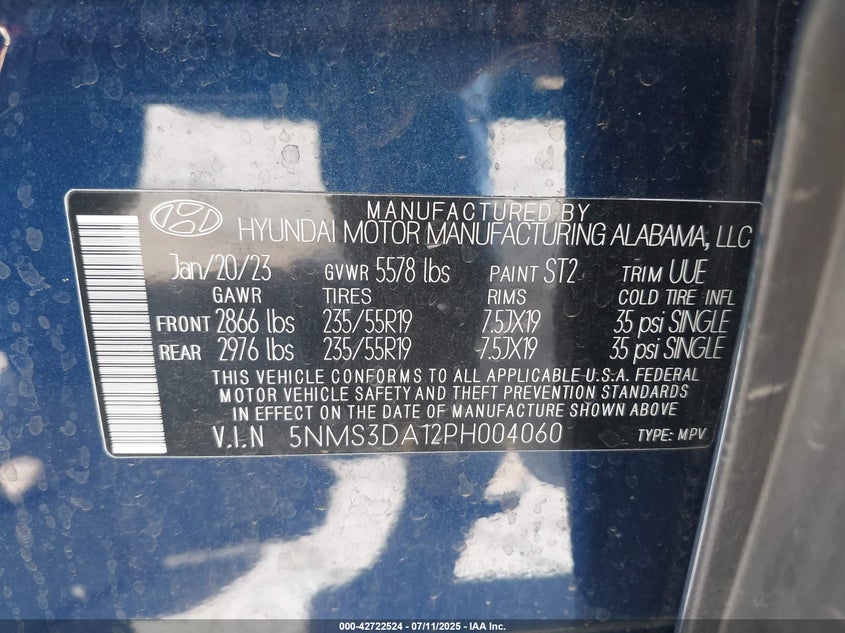 MANUFACTURED BY
HYUNDAI MOTOR MANUFACTURING ALABAMA, LLC
Jan/20/23 GVWR 5578 lbs PAINT ST2 TRIM UUE
GAWR TIRES RIMS COLD TIRE INFL
FRONT 2866 lbs 235/55R19 7.5JX19 35 psi SINGLE
REAR 2976 lbs 235/55R19 7.5JX19 35 psi SINGLE
THIS VEHICLE CONFORMS TO ALL APPLICABLE U.S.A. FEDERAL
MOTOR VEHICLE SAFETY AND THEFT PREVENTION STANDARDS
IN EFFECT ON THE DATE OF MANUFACTURE SHOWN ABOVE
V.I.N 5NMS3DA12PH004060 TYPE: MPV
000-42722524 - 07/11/2025 - IAA Inc.